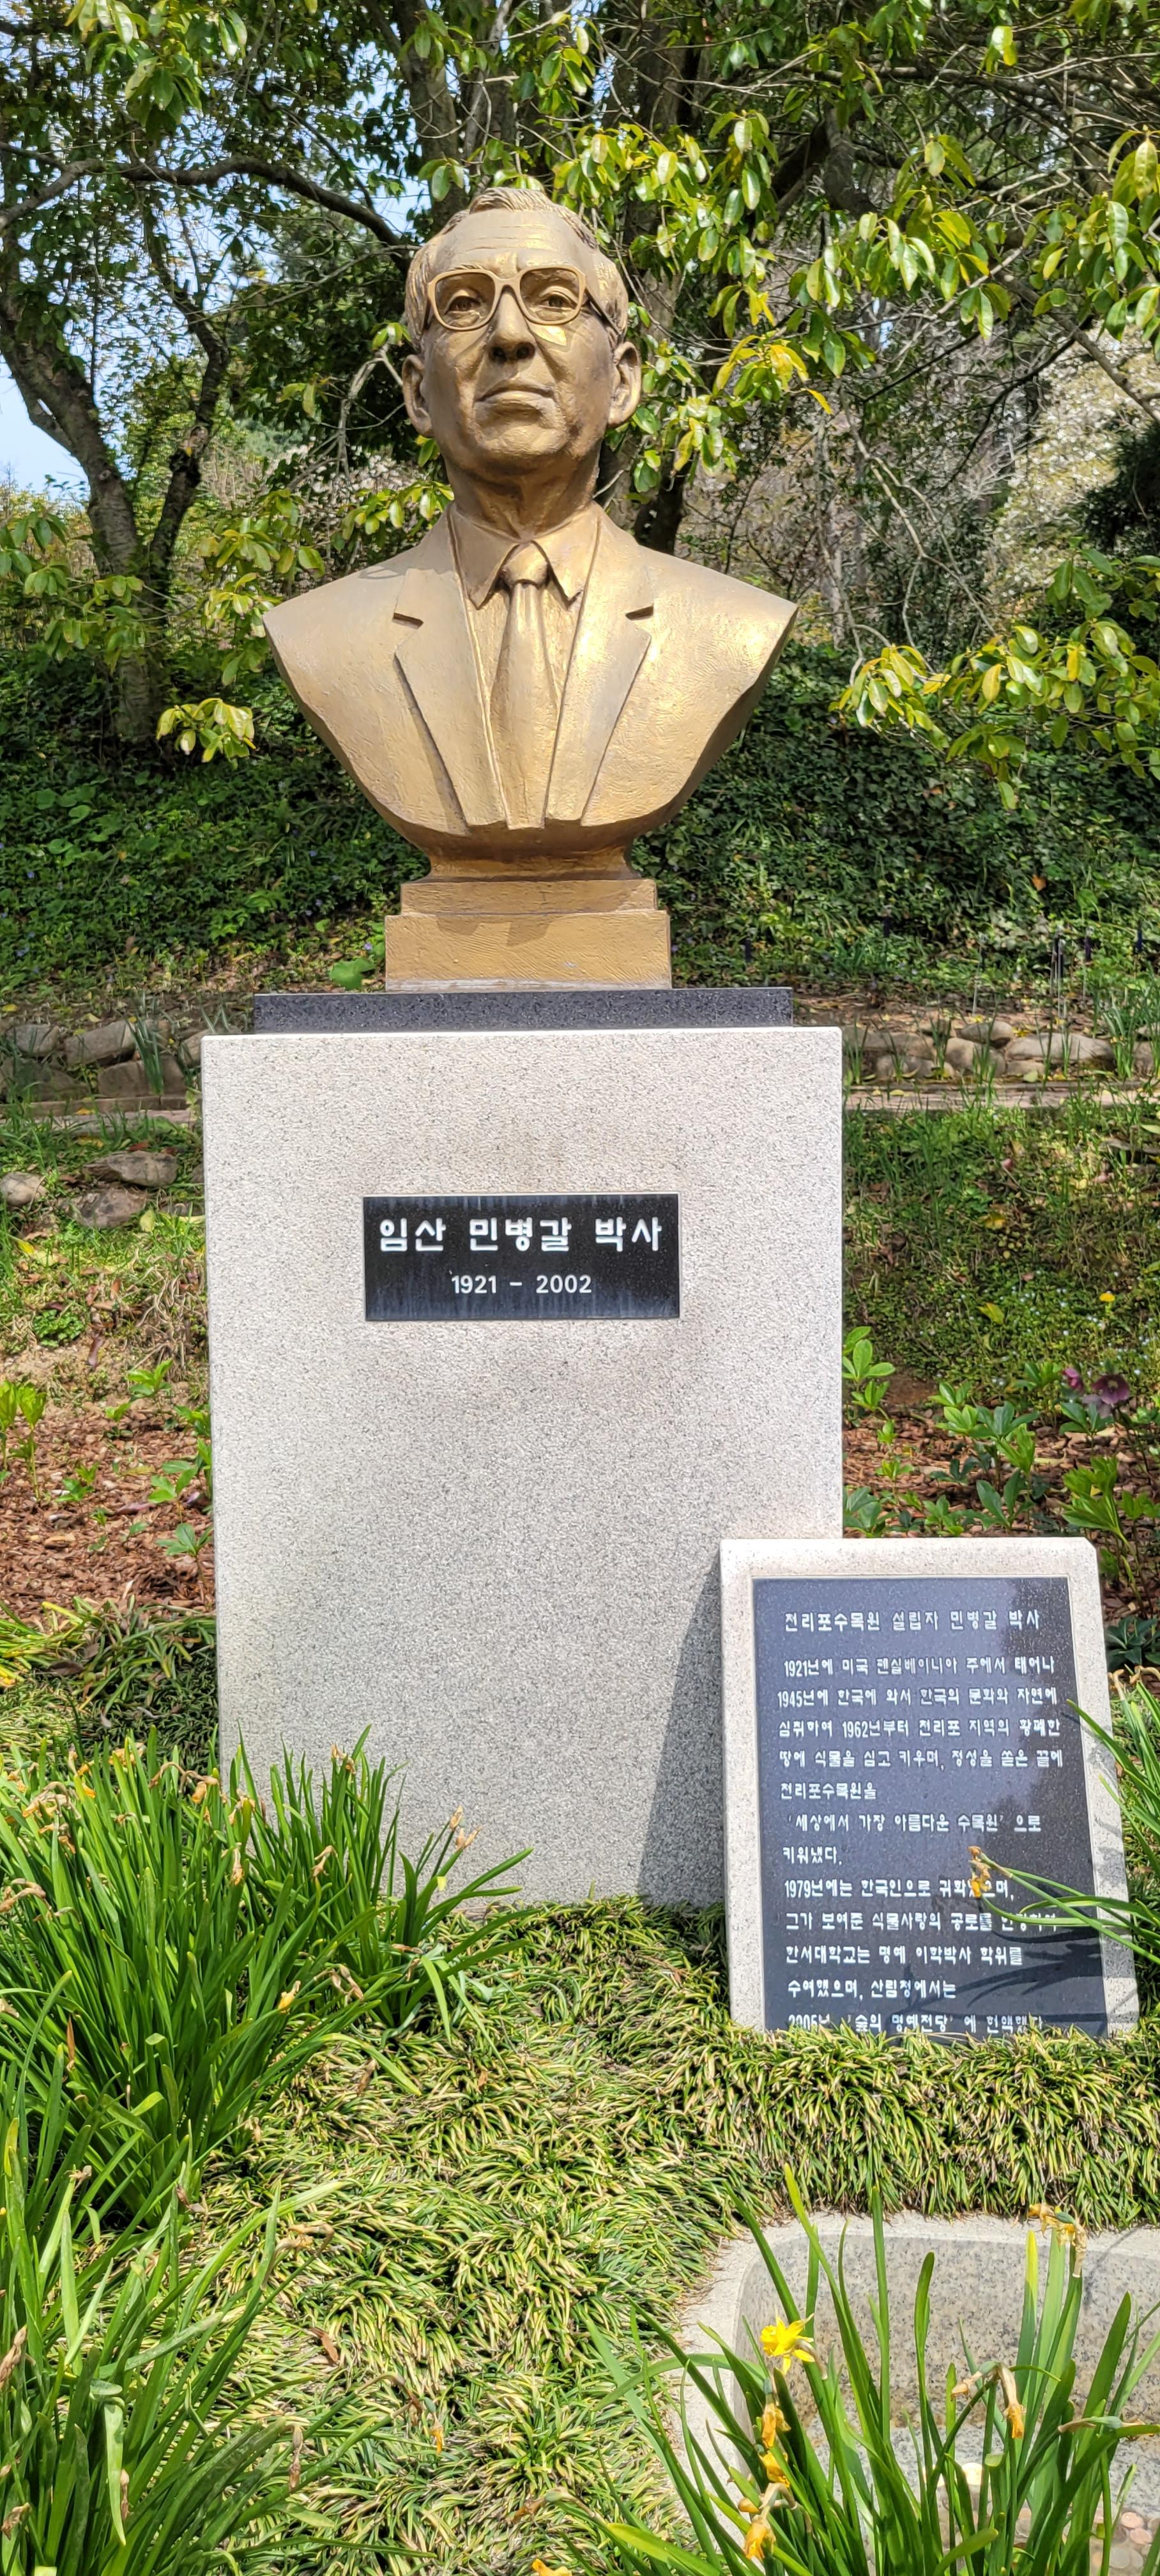 임산 민병갈 박사
1921 - 2002
천리포수목원 설립자 민병갈 박사
1921년에 미국 펜실베이니아 주에서 태어나
1945년에 한국에 와서 한국의 문화와 자연에
심취하여 1962년부터 천리포 지역의 황폐한
땅에 식물을 심고 키우며, 정성을 쏟은 끝에
천리포수목원을
'세상에서 가장 아름다운 수목원' 으로
키워냈다.
1979년에는 한국인으로
그가 보여준 식물사랑의 공로를
한서대학교는 명예 이학박사 학위를
수여했으며, 산림청에서는
2005년 '숲의 명예전당' 에 헌액했다